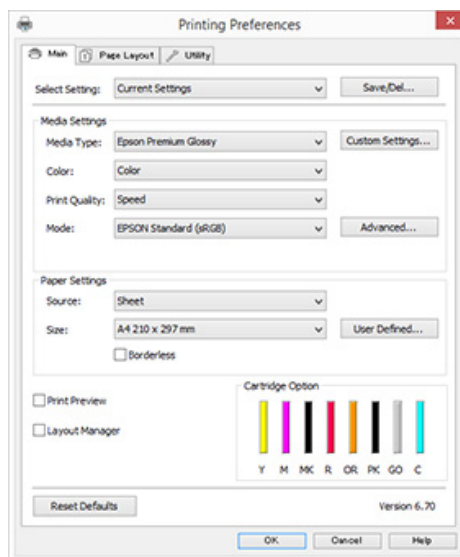 Printing Preferences
Main Page Layout Utility
Select Setting: Current Settings Save/Del...
Media Settings
Media Type: Epson Premium Glossy Custom Settings...
Color: Color
Print Quality: Speed
Mode: EPSON Standard (sRGB) Advanced...
Paper Settings
Source: Sheet
Size: A4 210 x 297 mm User Defined...
Borderless
Print Preview
Layout Manager
Cartridge Option
Y M MK R OR PK GO C
Reset Defaults Version 6.70
OK Cancel Help